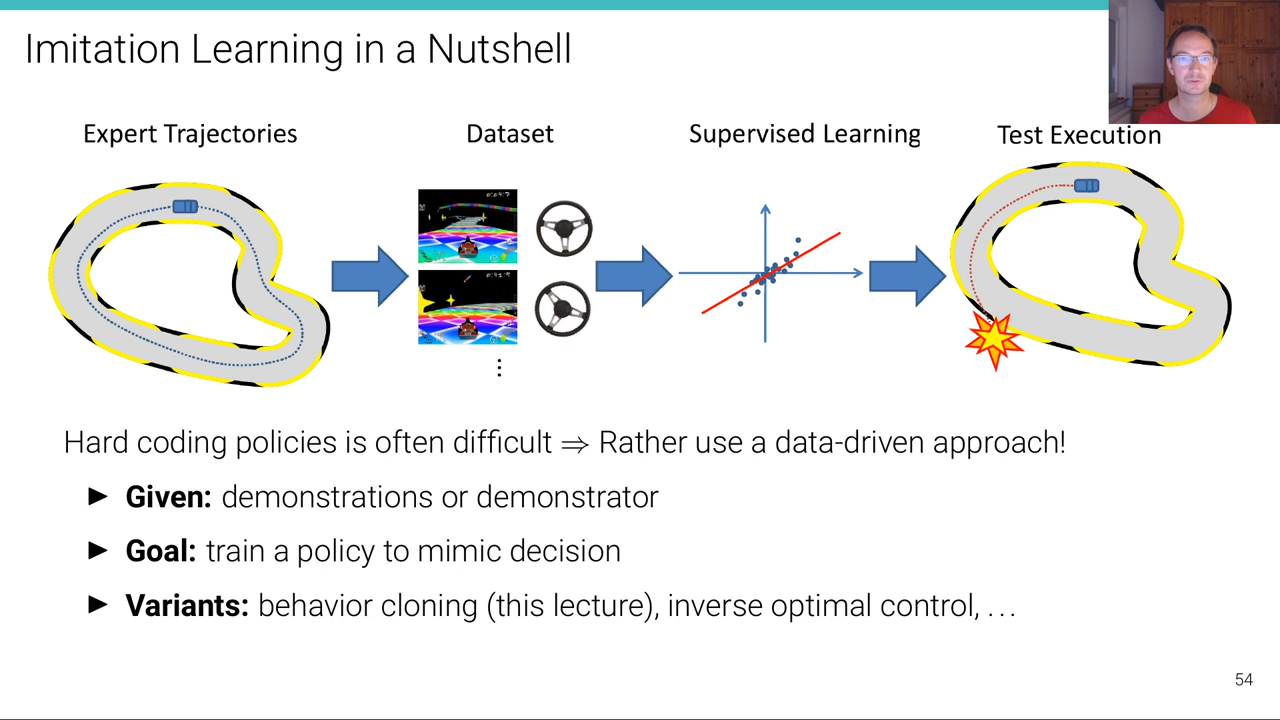 Imitation Learning in a Nutshell
Expert Trajectories
Dataset
Supervised Learning
Test Execution
Hard coding policies is often difficult ⇒ Rather use a data-driven approach!
▶ Given: demonstrations or demonstrator
▶ Goal: train a policy to mimic decision
▶ Variants: behavior cloning (this lecture), inverse optimal control, . . .
54